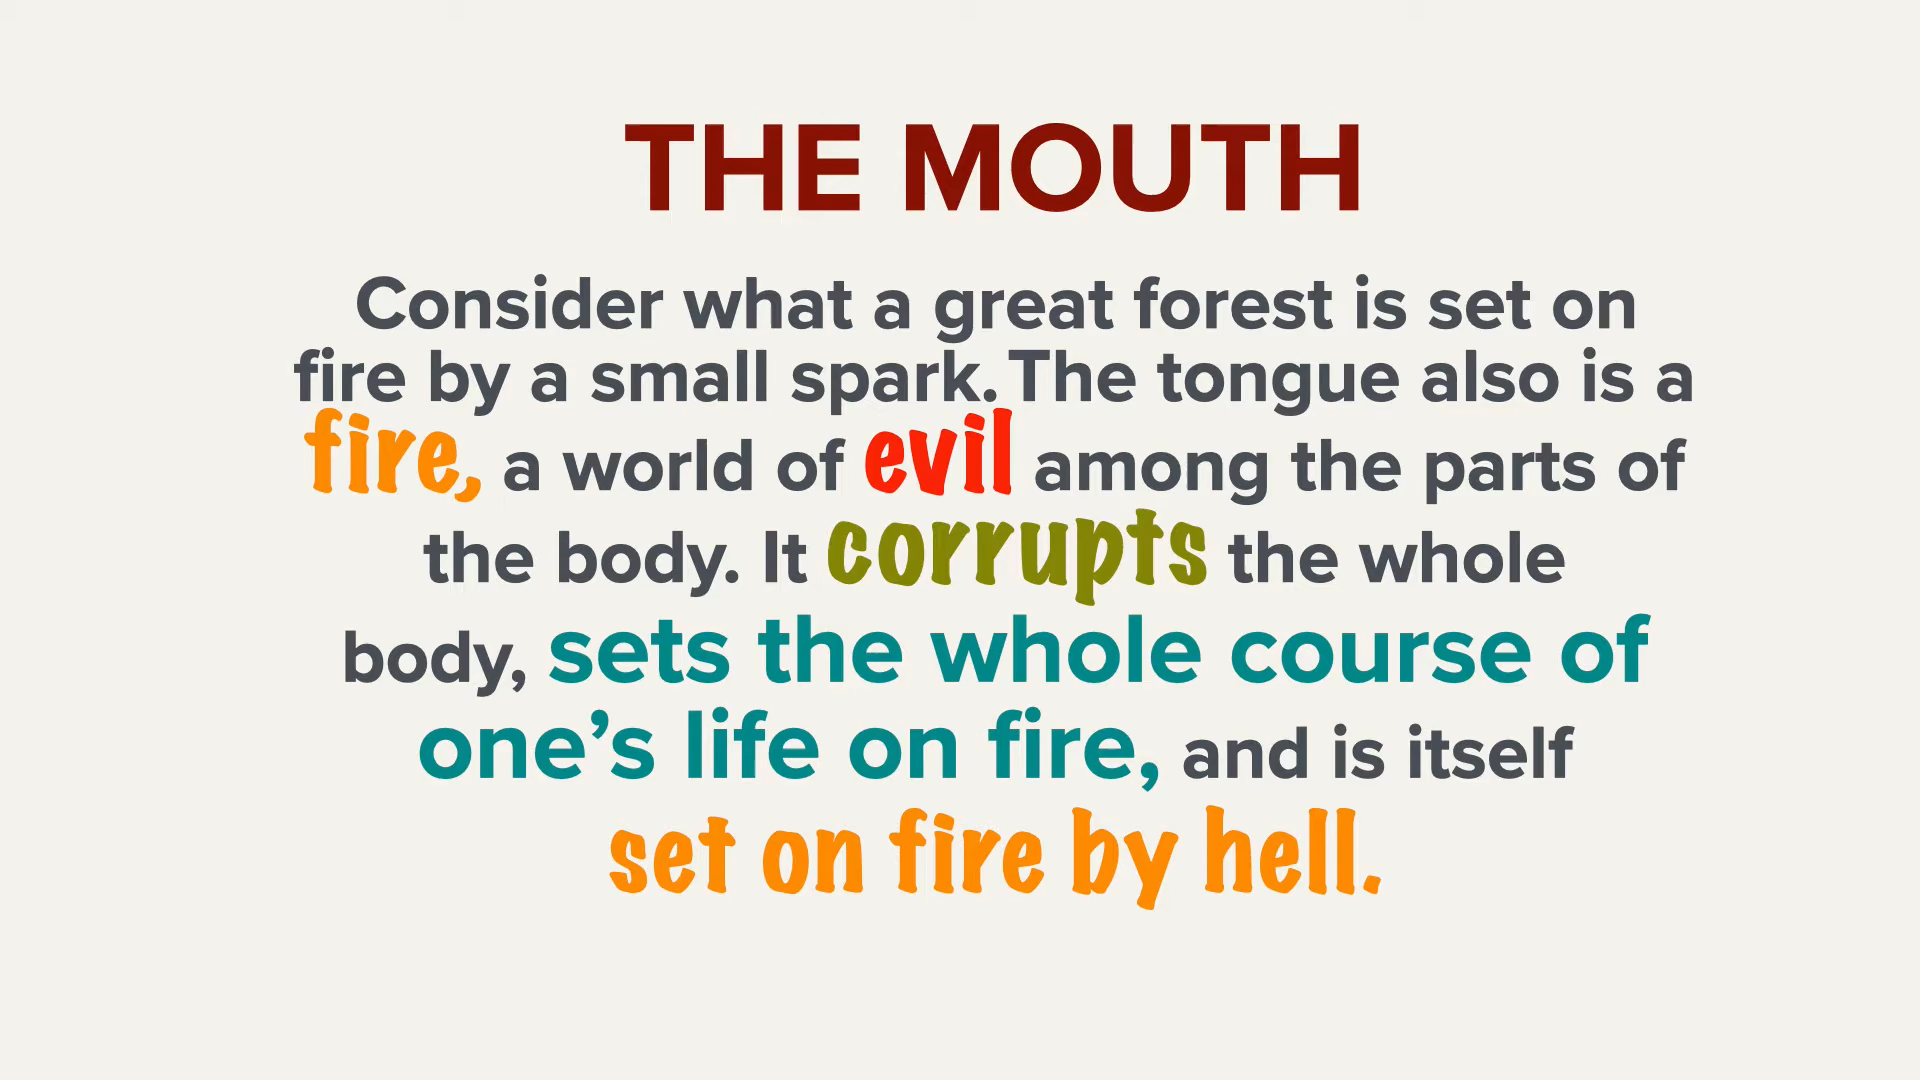 THE MOUTH
Consider what a great forest is set on
fire by a small spark. The tongue also is a
fire, a world of evil among the parts of
the body. It corrupts the whole
body, sets the whole course of
one’s life on fire, and is itself
set on fire by hell.